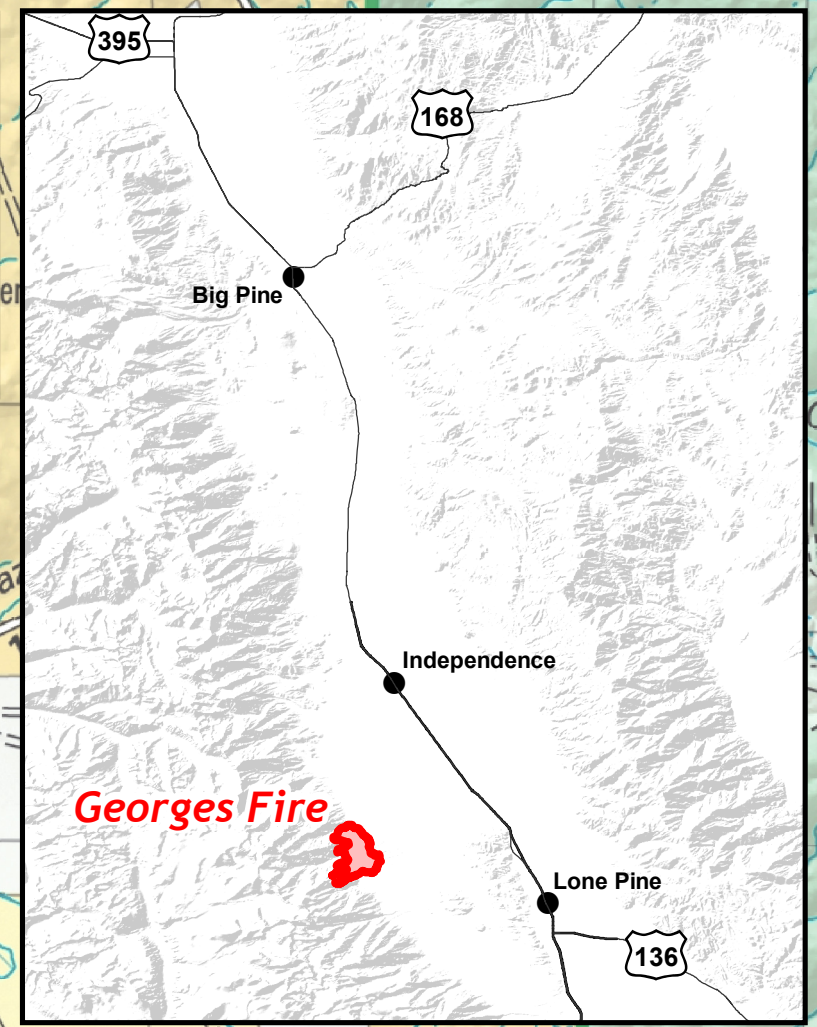 395
168
Big Pine
Independence
Georges Fire
Lone Pine
136